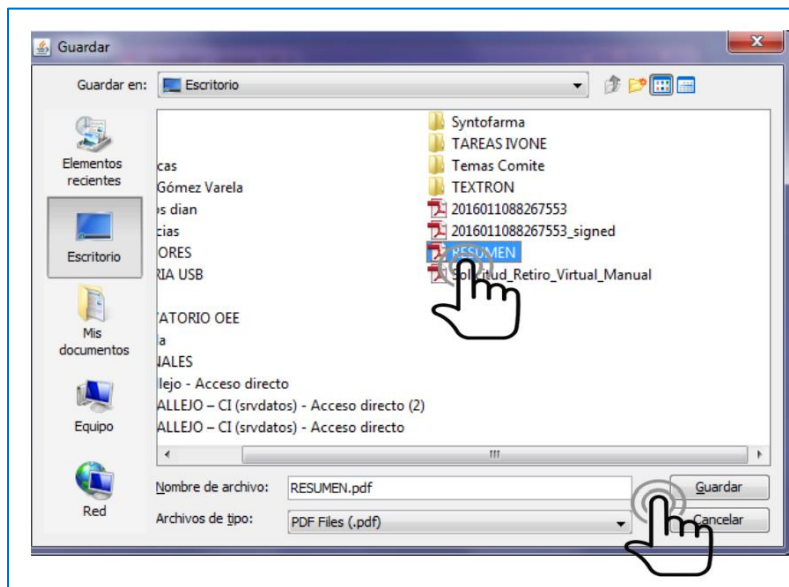 Guardar
Guardar en:
Escritorio
Elementos
recientes
Escritorio
Mis
documentos
Equipo
Red
cas
Gómez Varela
os dian
cias
ORES
RIA USB
ATORIO OEE
la
NALES
llejo - Acceso directo
ALLEJO – CI (srvdatos) - Acceso directo (2)
ALLEJO – CI (srvdatos) - Acceso directo
Syntofarma
TAREAS IVONE
Temas Comite
TEXTRON
2016011088267553
2016011088267553_signed
RESUMEN
Solicitud_Retiro_Virtual_Manual
Nombre de archivo: RESUMEN.pdf
Guardar
Archivos de tipo: PDF Files (.pdf)
Cancelar